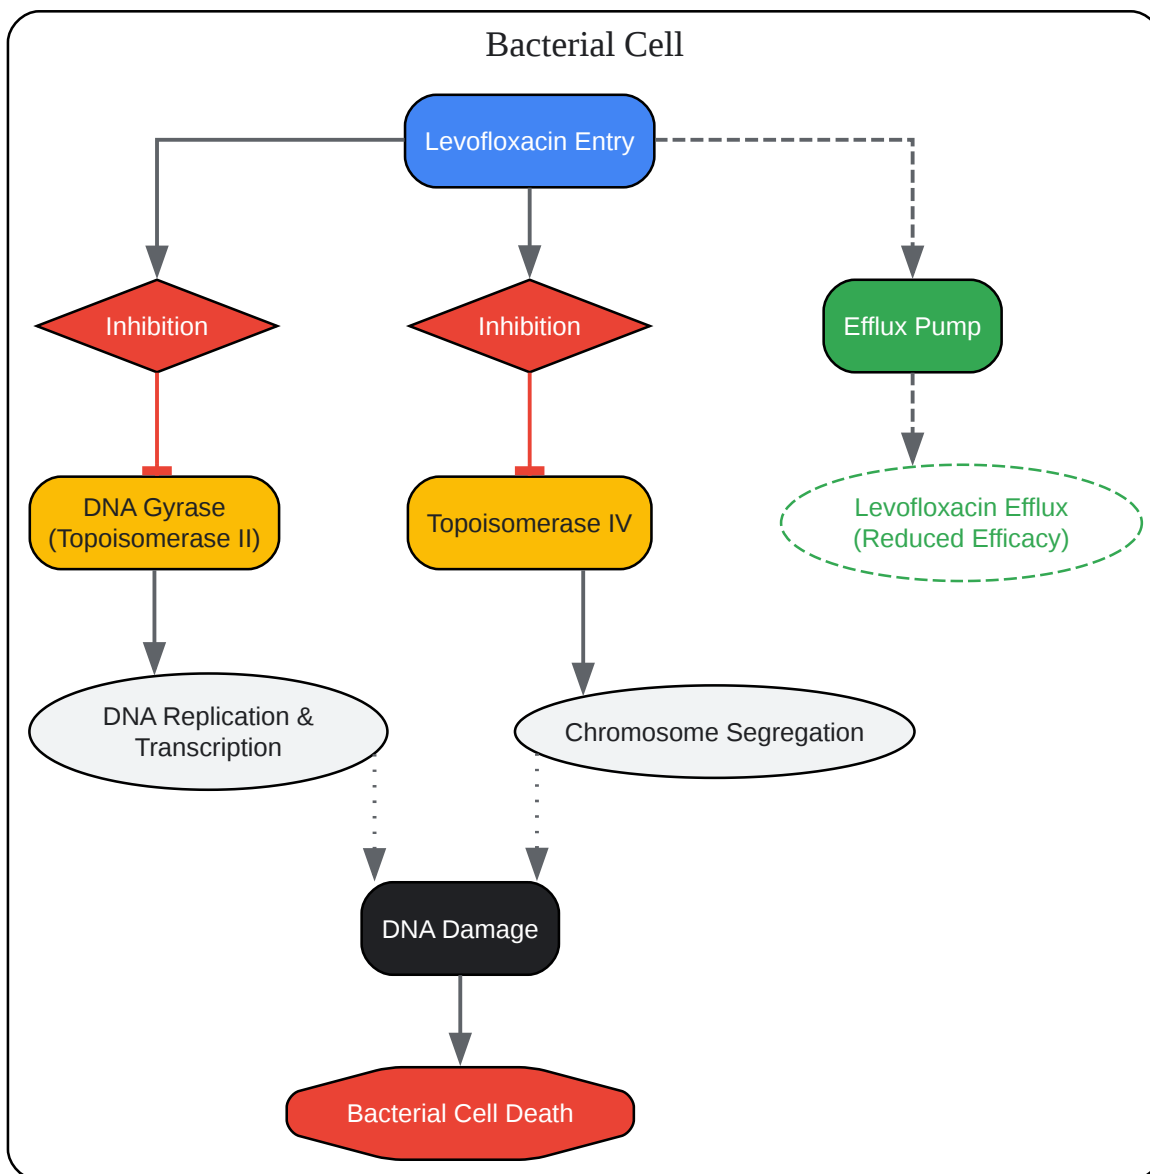 Bacterial Cell
Levofloxacin Entry
Inhibition
Inhibition
Efflux Pump
DNA Gyrase
(Topoisomerase II)
Topoisomerase IV
Levofloxacin Efflux
(Reduced Efficacy)
DNA Replication &
Transcription
Chromosome Segregation
DNA Damage
Bacterial Cell Death